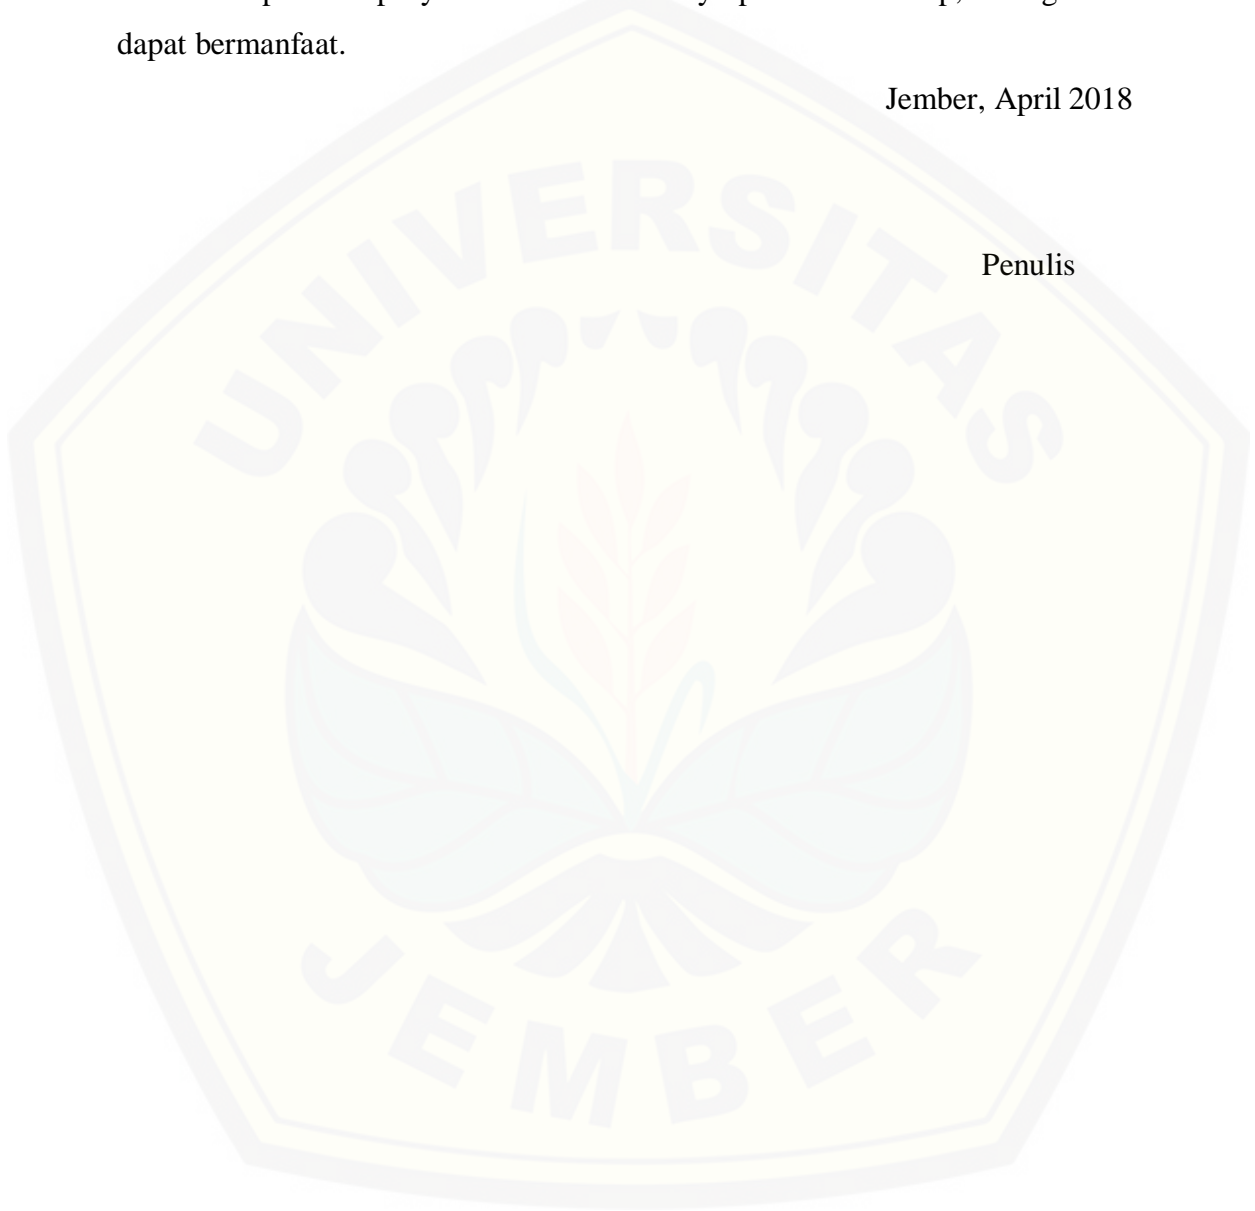 dapat bermanfaat.
Jember, April 2018
Penulis
UNIVERSITAS
JEMBER